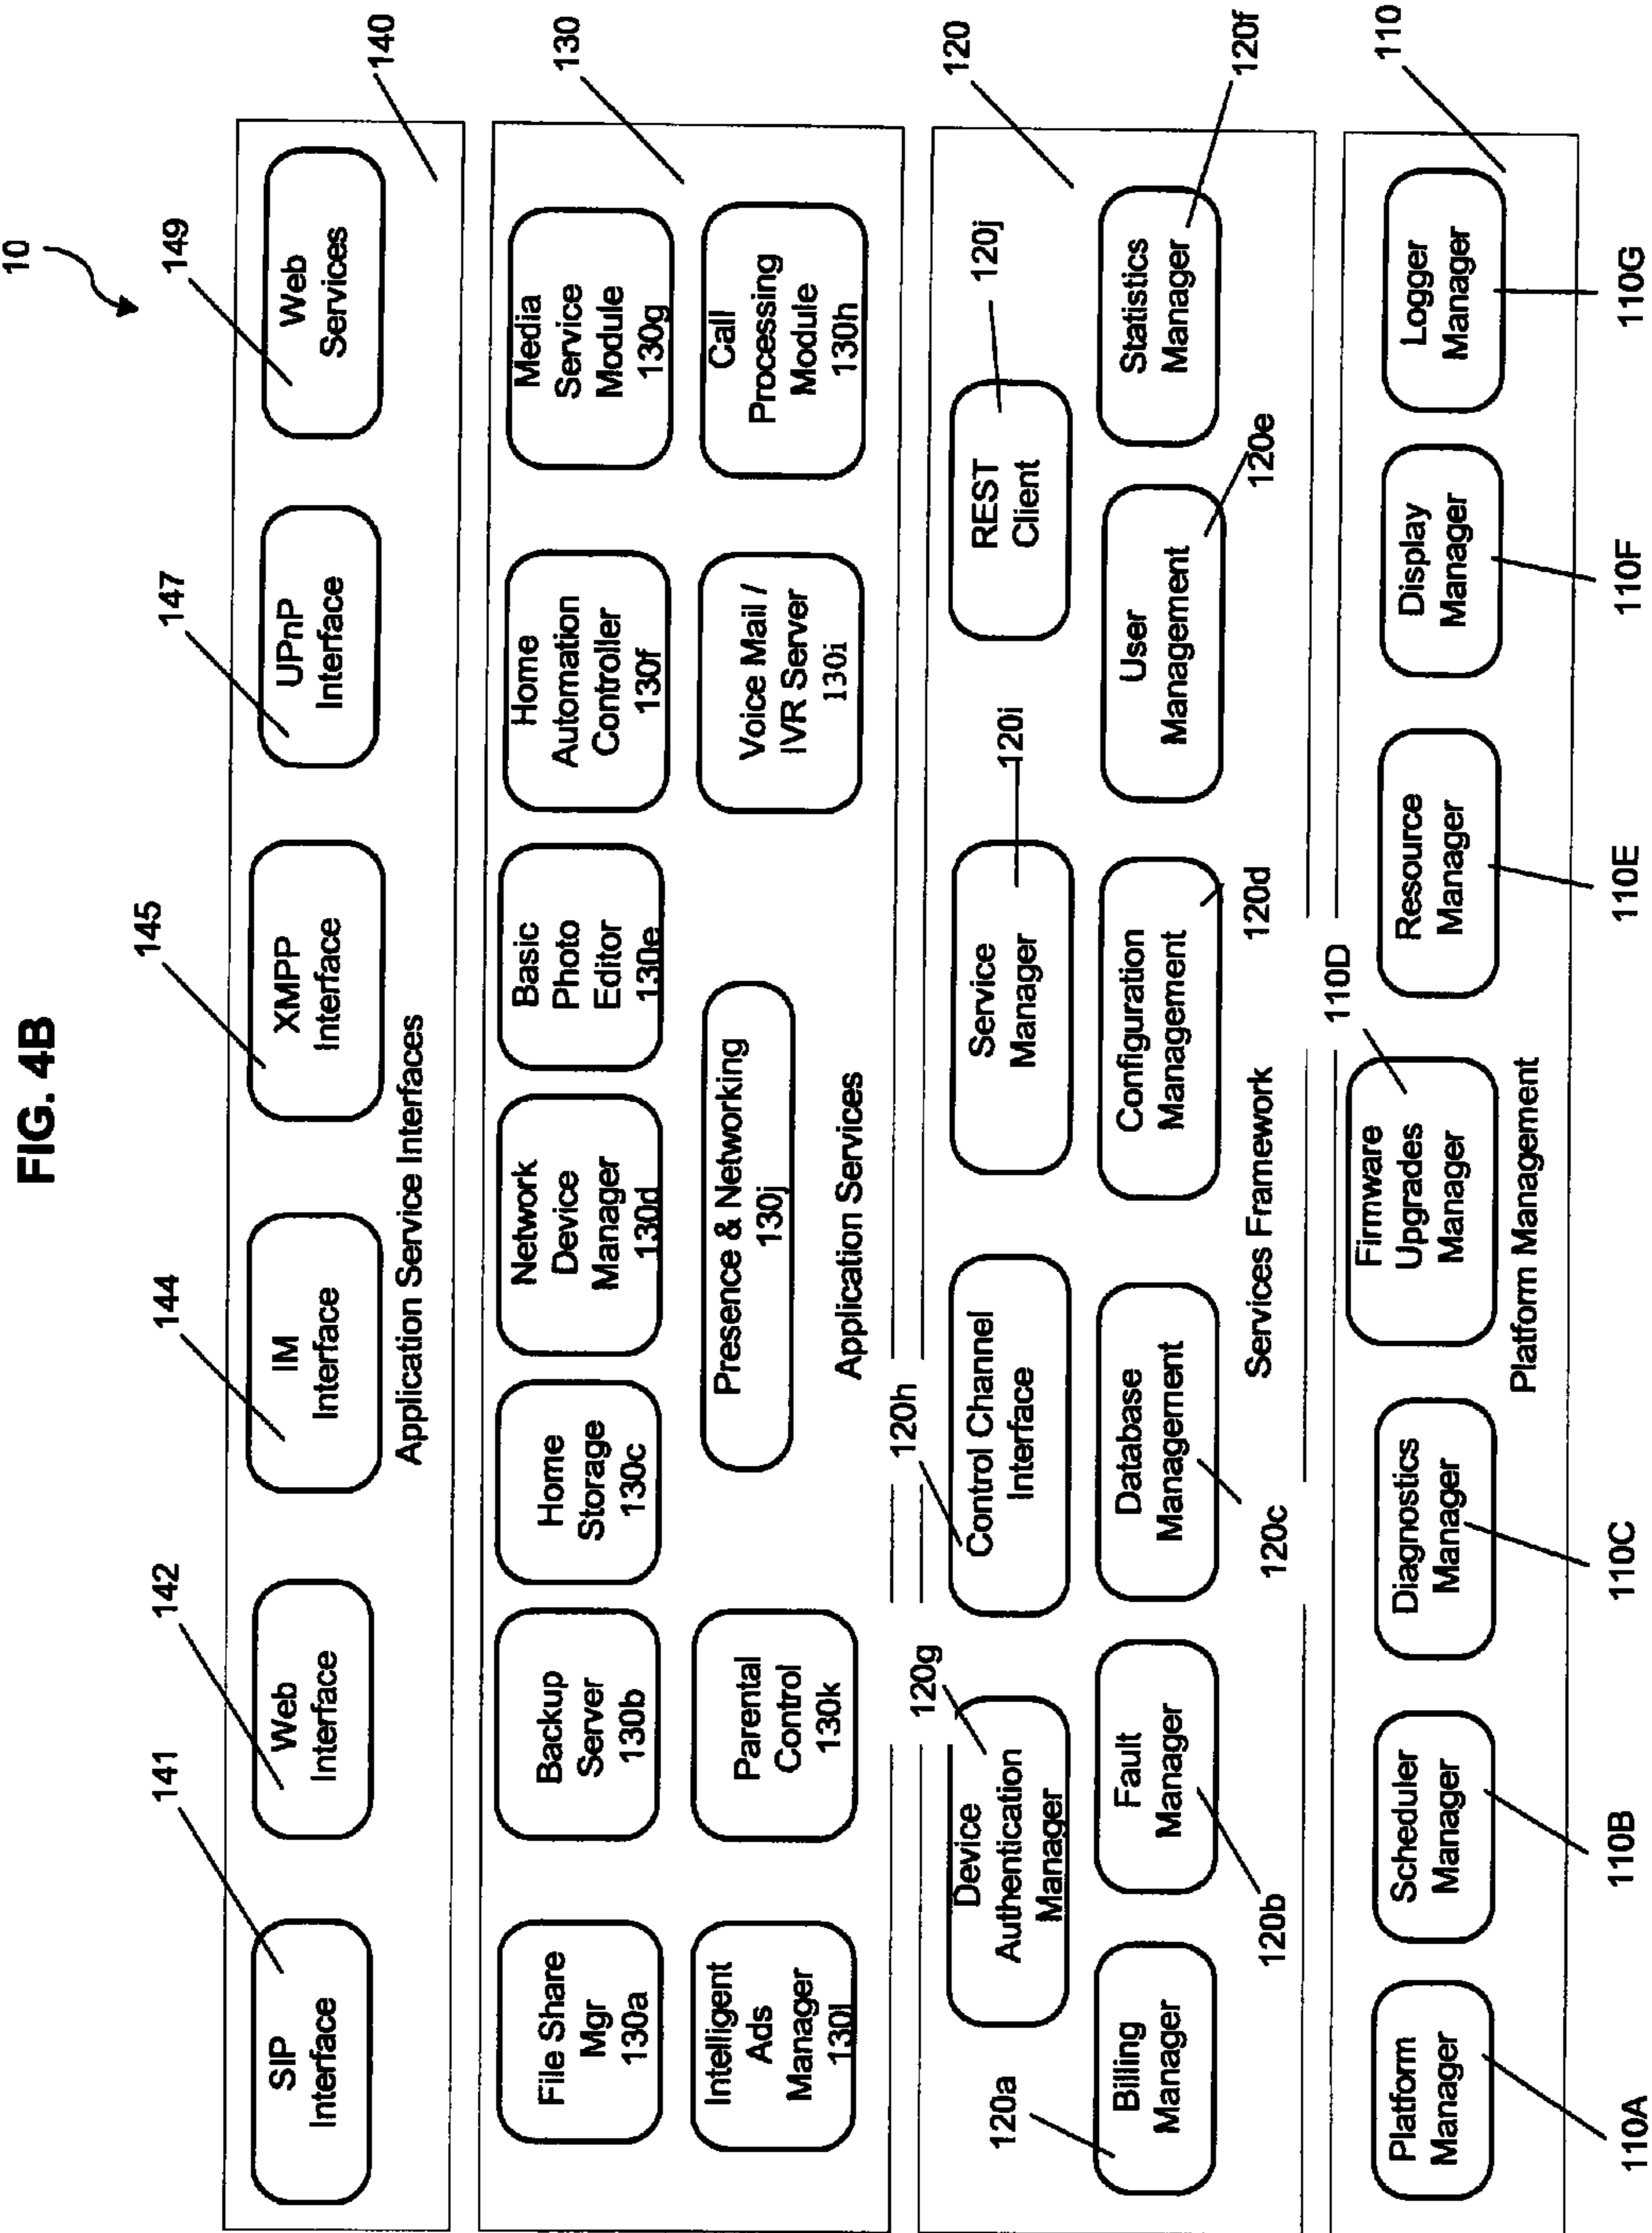 FIG. 4B
10
141
142
144
145
147
149
140
SIP
Interface
Web
Interface
IM
Interface
XMPP
Interface
UPnP
Interface
Web
Services
Application Service Interfaces
130
File Share
Mgr
130a
Backup
Server
130b
Home
Storage
130c
Network
Device
Manager
130d
Basic
Photo
Editor
130e
Home
Automation
Controller
130f
Media
Service
Module
130g
Intelligent
Ads
Manager
130l
Parental
Control
130k
Presence & Networking
130j
Voice Mail /
IVR Server
130i
Call
Processing
Module
130h
Application Services
120g
120h
120i
120j
120
Device
Authentication
Manager
Control Channel
Interface
Service
Manager
REST
Client
120a
Billing
Manager
Fault
Manager
Database
Management
Configuration
Management
User
Management
Statistics
Manager
120b
120c
Services Framework
120d
120e
120f
110D
110
Platform
Manager
Scheduler
Manager
Diagnostics
Manager
Firmware
Upgrades
Manager
Resource
Manager
Display
Manager
Logger
Manager
Platform Management
110A
110B
110C
110E
110F
110G